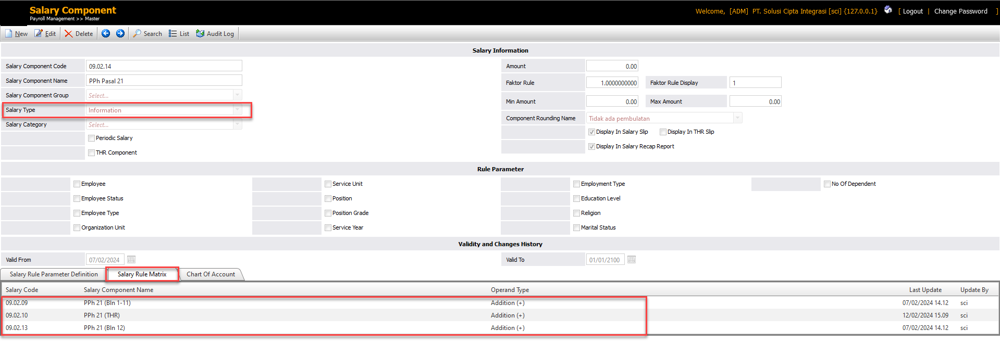 Salary Component
Payroll Management >> Master
Welcome, [ADM] PT. Solusi Cipta Integrasi [sci] {127.0.0.1} [ Logout | Change Password ]
New Edit Delete Search List Audit Log
Salary Information
Salary Component Code 09.02.14 Amount 0.00
Salary Component Name PPh Pasal 21 Faktor Rule 1.0000000000 Faktor Rule Display 1
Salary Component Group Select... Min Amount 0.00 Max Amount 0.00
Salary Type Information Component Rounding Name Tidak ada pembulatan
Salary Category Select... Display In Salary Slip Display In THR Slip
Periodic Salary Display In Salary Recap Report
THR Component
Rule Parameter
Employee Service Unit Employment Type No Of Dependent
Employee Status Position Education Level
Employee Type Position Grade Religion
Organization Unit Service Year Marital Status
Validity and Changes History
Valid From 07/02/2024 Valid To 01/01/2100
Salary Rule Parameter Definition Salary Rule Matrix Chart Of Account
Salary Code Salary Component Name Operand Type Last Update Update By
09.02.09 PPh 21 (Bln 1-11) Addition (+) 07/02/2024 14.12 sci
09.02.10 PPh 21 (THR) Addition (+) 12/02/2024 15.09 sci
09.02.13 PPh 21 (Bln 12) Addition (+) 07/02/2024 14.12 sci